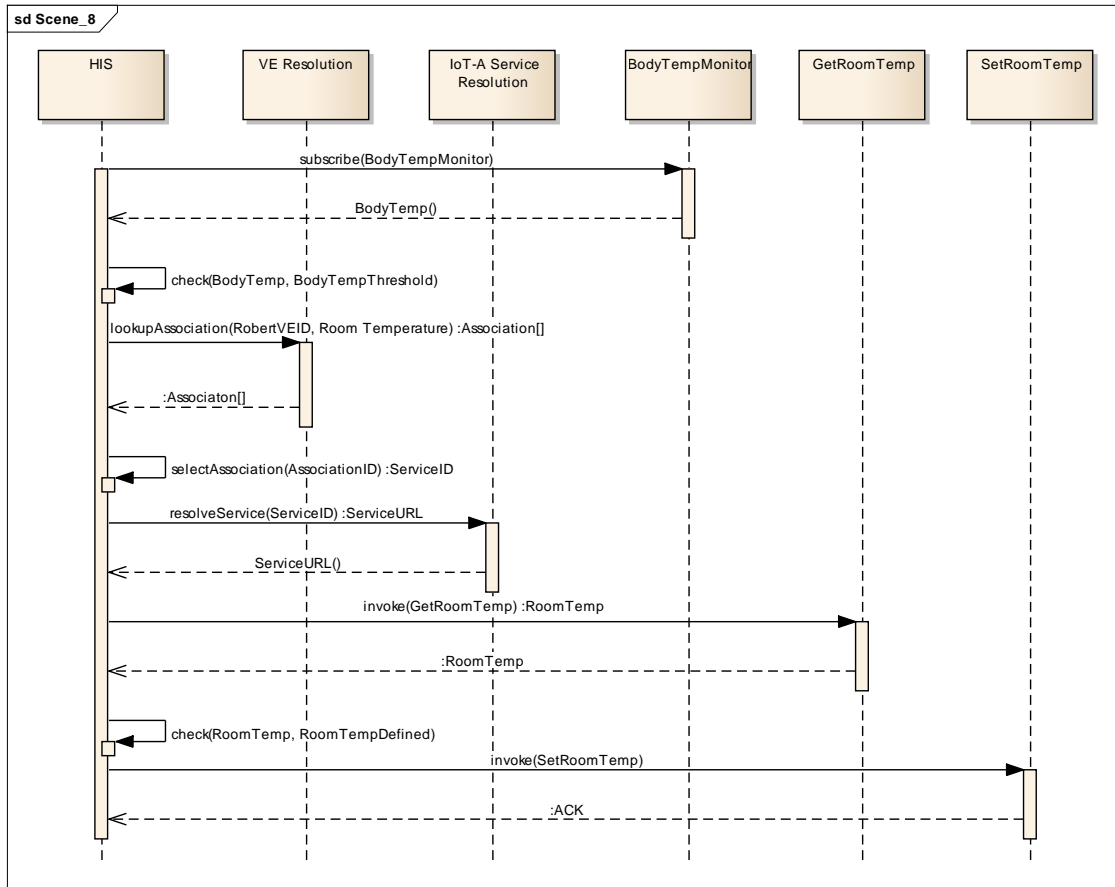 sd Scene_8
HIS
VE Resolution
IoT-A Service
Resolution
BodyTempMonitor
GetRoomTemp
SetRoomTemp
subscribe(BodyTempMonitor)
BodyTemp()
check(BodyTemp, BodyTempThreshold)
lookupAssociation(RobertVEID, Room Temperature) :Association[]
:Associaton[]
selectAssociation(AssociationID) :ServiceID
resolveService(ServiceID) :ServiceURL
ServiceURL()
invoke(GetRoomTemp) :RoomTemp
:RoomTemp
check(RoomTemp, RoomTempDefined)
invoke(SetRoomTemp)
:ACK